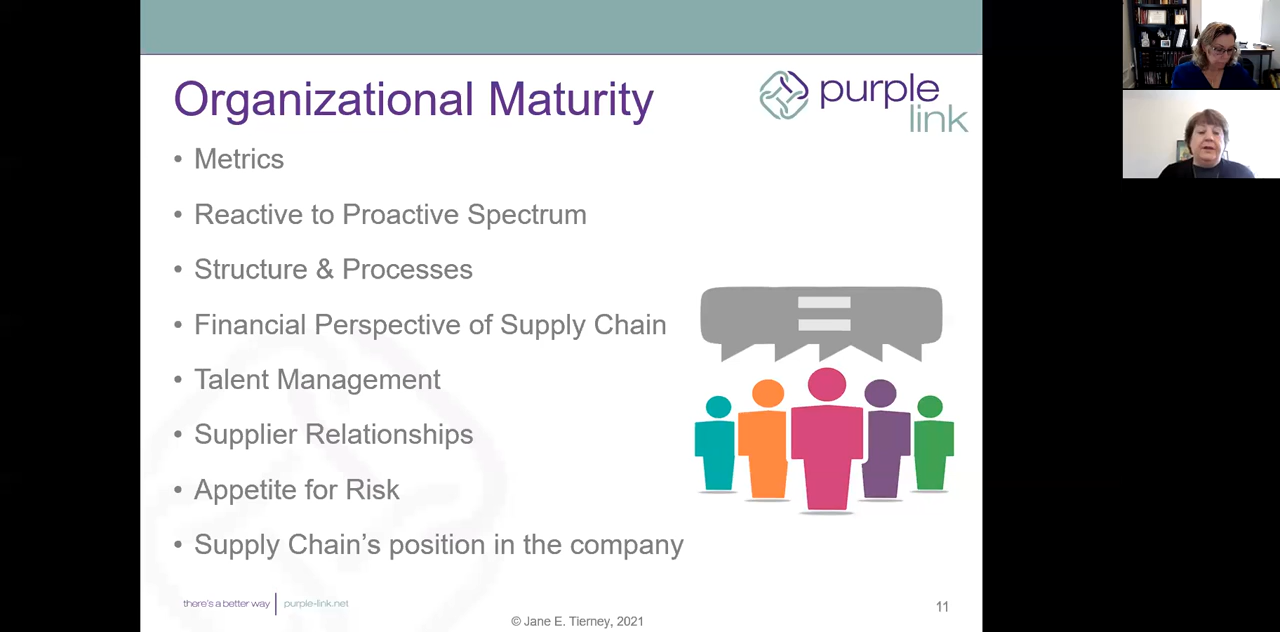 Organizational Maturity
purple
link
• Metrics
• Reactive to Proactive Spectrum
• Structure & Processes
• Financial Perspective of Supply Chain
• Talent Management
• Supplier Relationships
• Appetite for Risk
• Supply Chain's position in the company
there's a better way | purple-link.net
11
© Jane E. Tierney, 2021